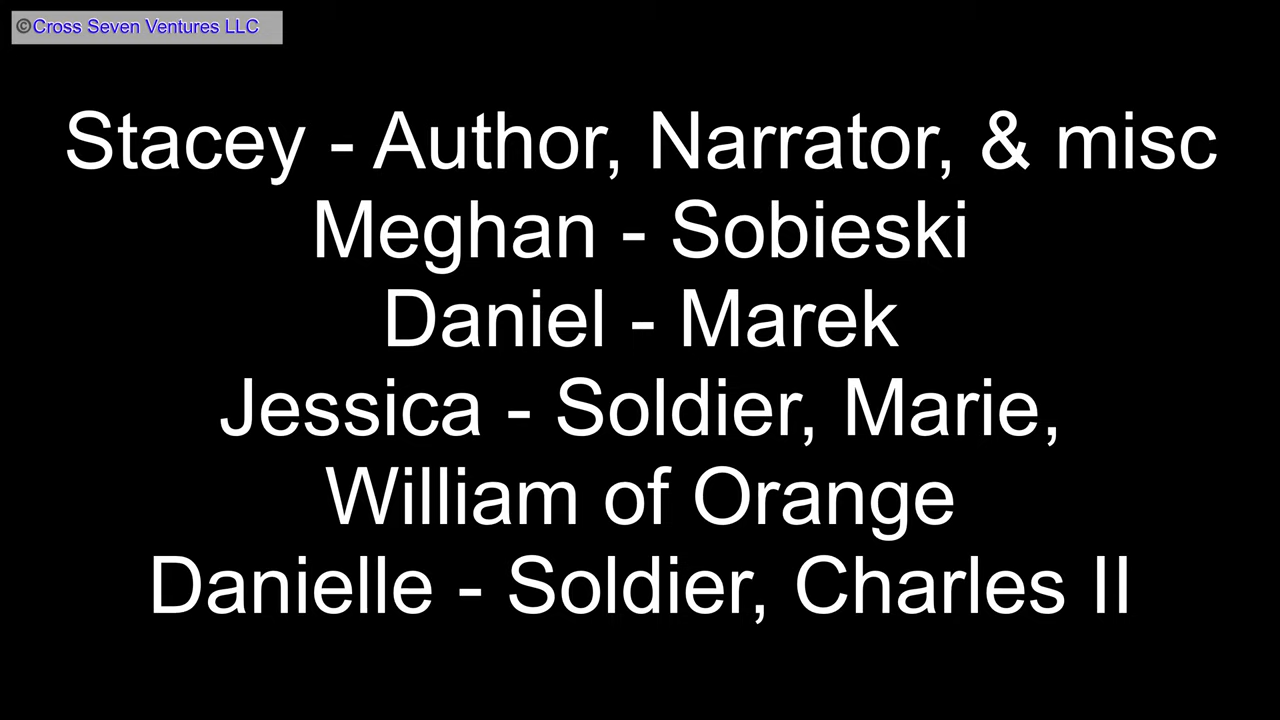 ©Cross Seven Ventures LLC
Stacey - Author, Narrator, & misc
Meghan - Sobieski
Daniel - Marek
Jessica - Soldier, Marie,
William of Orange
Danielle - Soldier, Charles II